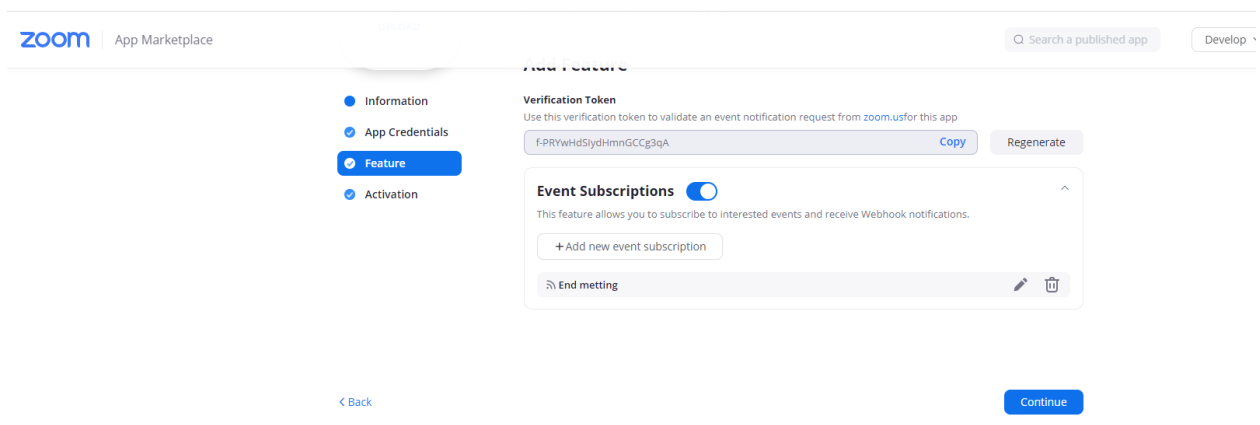 zoom App Marketplace Search a published app Develop
Add Feature
Information
App Credentials
Feature
Activation
Verification Token
Use this verification token to validate an event notification request from zoom.usfor this app
f-PRYwHdSIydHmnGCCg3qA Copy Regenerate
Event Subscriptions
This feature allows you to subscribe to interested events and receive Webhook notifications.
+Add new event subscription
End metting
< Back Continue